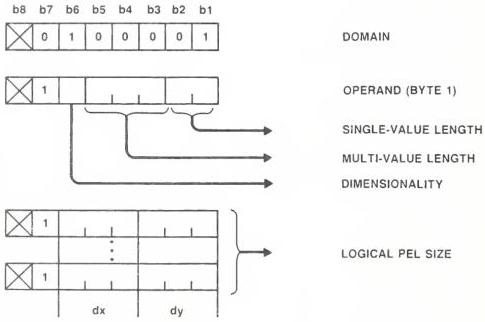 b8 b7 b6 b5 b4 b3 b2 b1
0 1 0 0 0 0 1 DOMAIN
1 OPERAND (BYTE 1)
SINGLE-VALUE LENGTH
MULTI-VALUE LENGTH
DIMENSIONALITY
1
LOGICAL PEL SIZE
1
dx dy